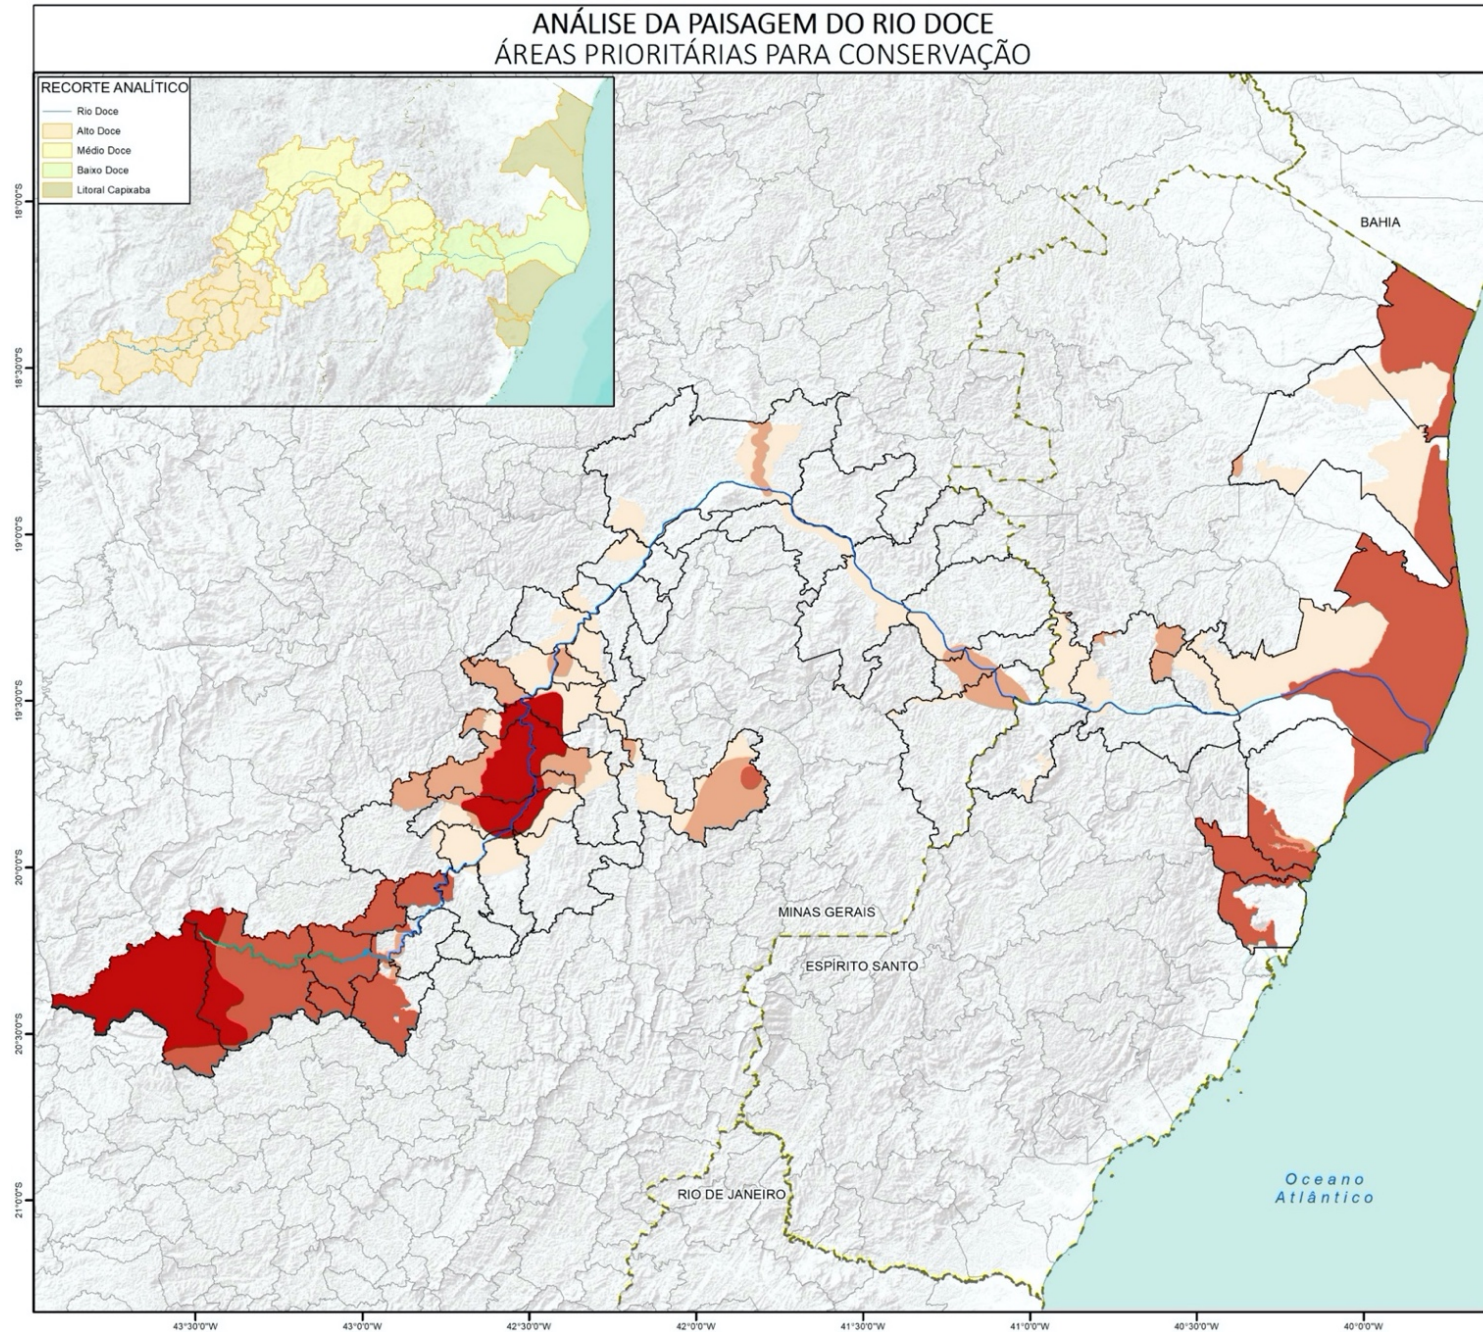 ANÁLISE DA PAISAGEM DO RIO DOCE
ÁREAS PRIORITÁRIAS PARA CONSERVAÇÃO
RECORTE ANALÍTICO
Rio Doce
Alto Doce
Médio Doce
Baixo Doce
Litoral Capixaba
18°0'0"S
BAHIA
18°30'0"S
19°0'0"S
19°30'0"S
20°0'0"S
MINAS GERAIS
ESPÍRITO SANTO
20°30'0"S
21°0'0"S
RIO DE JANEIRO
Oceano
Atlântico
43°30'0"W 43°0'0"W 42°30'0"W 42°0'0"W 41°30'0"W 41°0'0"W 40°30'0"W 40°0'0"W